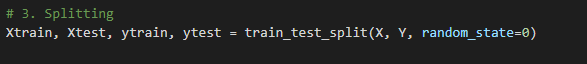 # 3. Splitting
Xtrain, Xtest, ytrain, ytest = train_test_split(X, Y, random_state=0)